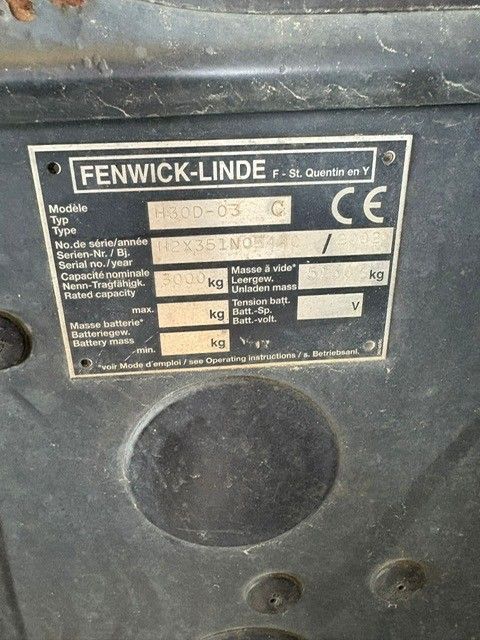 FENWICK-LINDE F - St. Quentin en Y
Modèle
Typ H30D-03 C CE
Type
No.de série/année
Serien-Nr. / Bj. /
Serial no./year
Capacité nominale Masse à vide*
Nenn-Tragfähigk. 3000 kg Leergew. kg
Rated capacity Unladen mass
max. kg Tension batt.
Masse batterie* Batt.-Sp. V
Batteriegew. Batt.-volt.
Battery mass
min. kg
*voir Mode d'emploi / see Operating instructions / s. Betriebsanl.